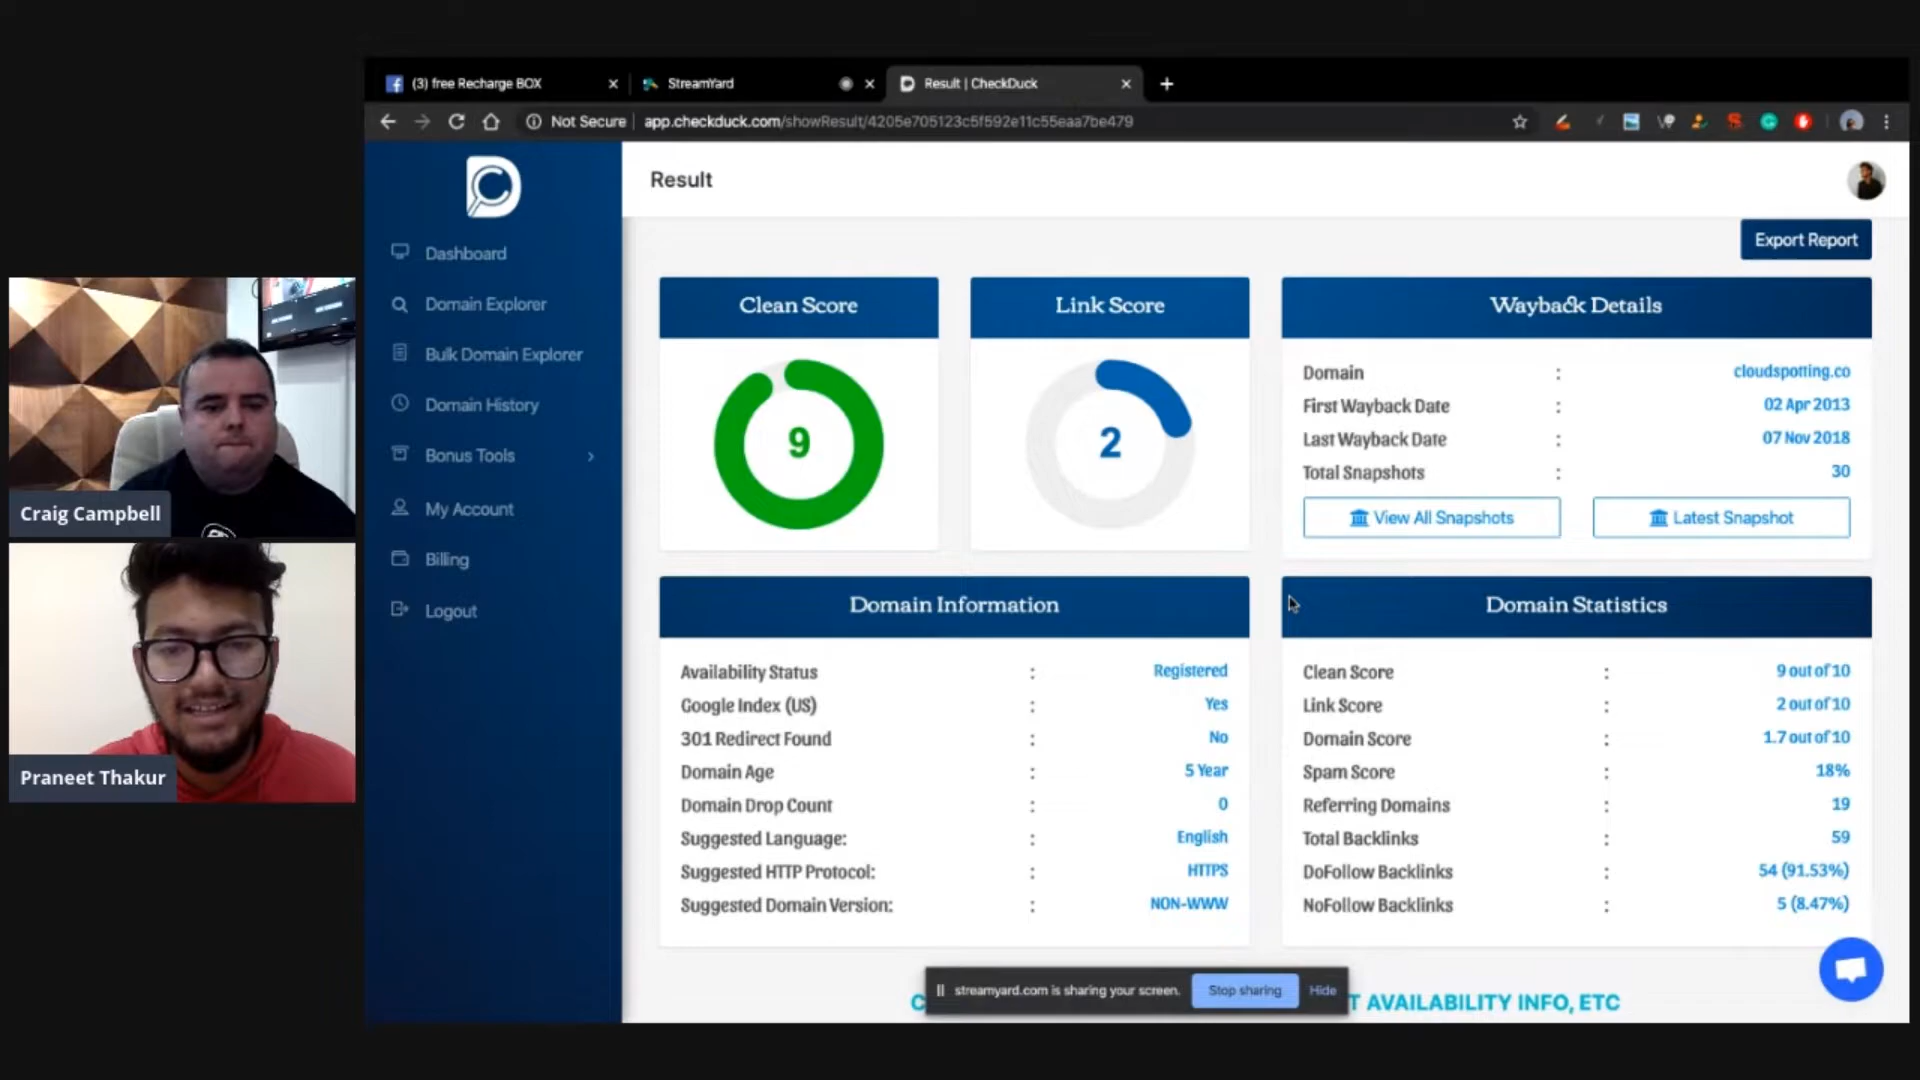 (3) free Recharge BOX
StreamYard
Result | CheckDuck
Not Secure
app.checkduck.com/showResult/4205e705123c5f592e11c55eaa7be479
Result
Export Report
Dashboard
Domain Explorer
Bulk Domain Explorer
Domain History
Bonus Tools
My Account
Billing
Logout
Craig Campbell
Praneet Thakur
Clean Score
9
Link Score
2
Wayback Details
Domain : cloudspotting.co
First Wayback Date : 02 Apr 2013
Last Wayback Date : 07 Nov 2018
Total Snapshots : 30
View All Snapshots
Latest Snapshot
Domain Information
Availability Status : Registered
Google Index (US) : Yes
301 Redirect Found : No
Domain Age : 5 Year
Domain Drop Count : 0
Suggested Language: : English
Suggested HTTP Protocol: : HTTPS
Suggested Domain Version: : NON-WWW
Domain Statistics
Clean Score : 9 out of 10
Link Score : 2 out of 10
Domain Score : 1.7 out of 10
Spam Score : 18%
Referring Domains : 19
Total Backlinks : 59
DoFollow Backlinks : 54 (91.53%)
NoFollow Backlinks : 5 (8.47%)
streamyard.com is sharing your screen.
Stop sharing
Hide
AVAILABILITY INFO, ETC